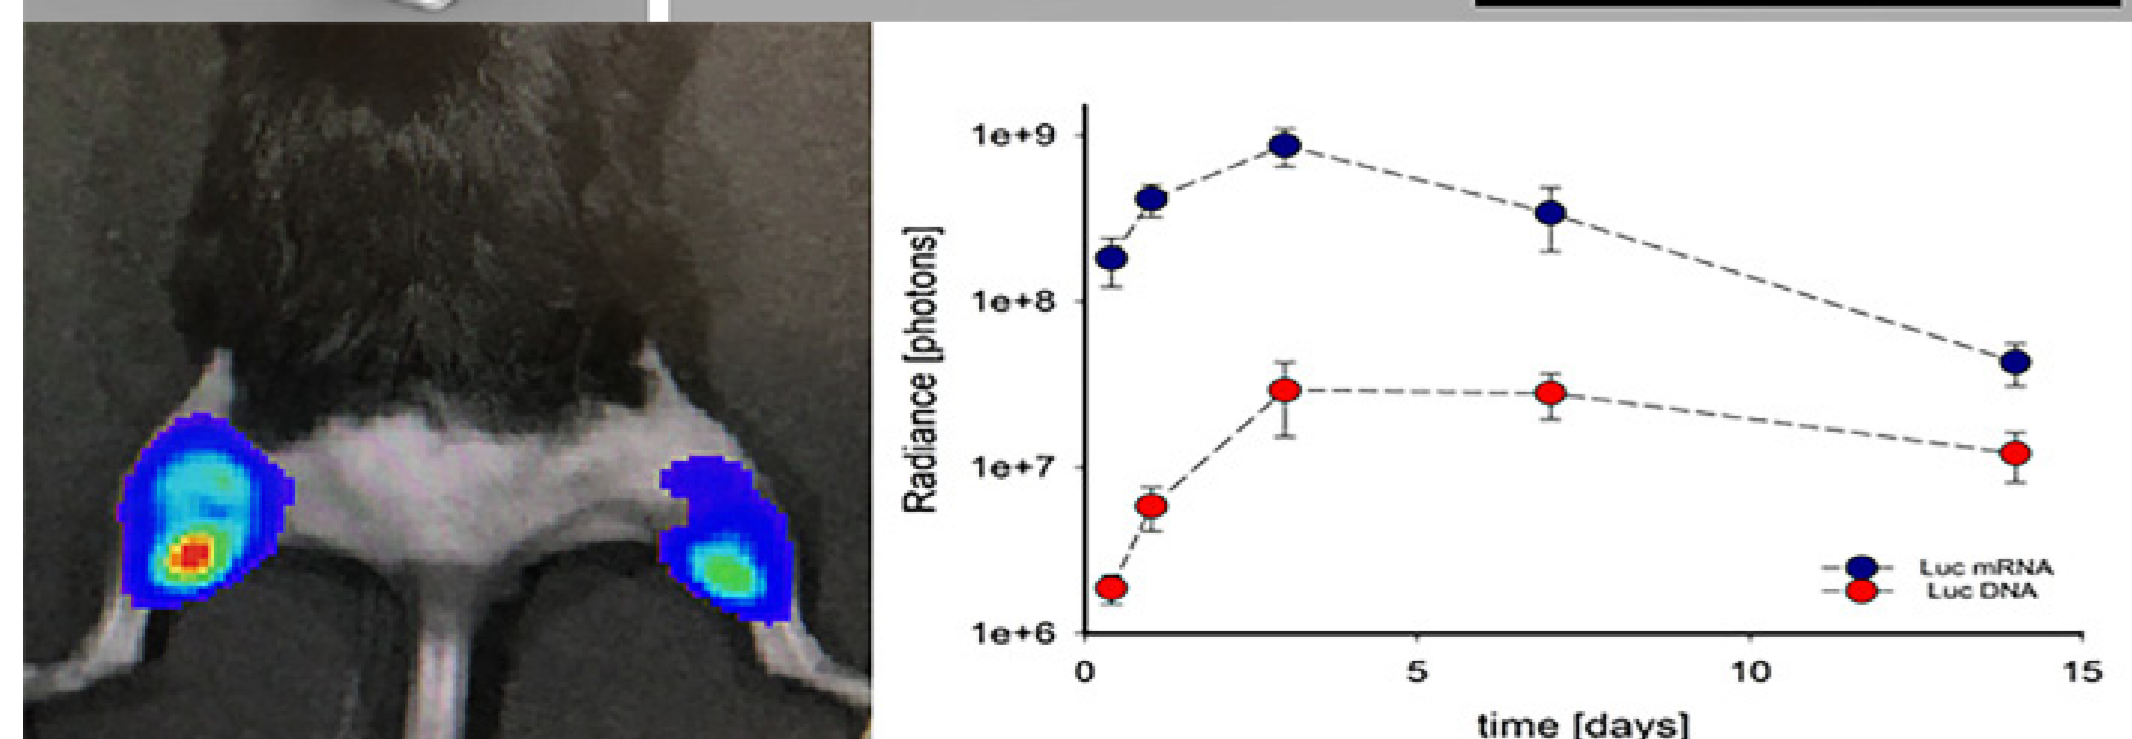 1e+9
1e+8
1e+7
1e+6
Radiance [photons]
Luc mRNA
Luc DNA
0 5 10 15
time [days]